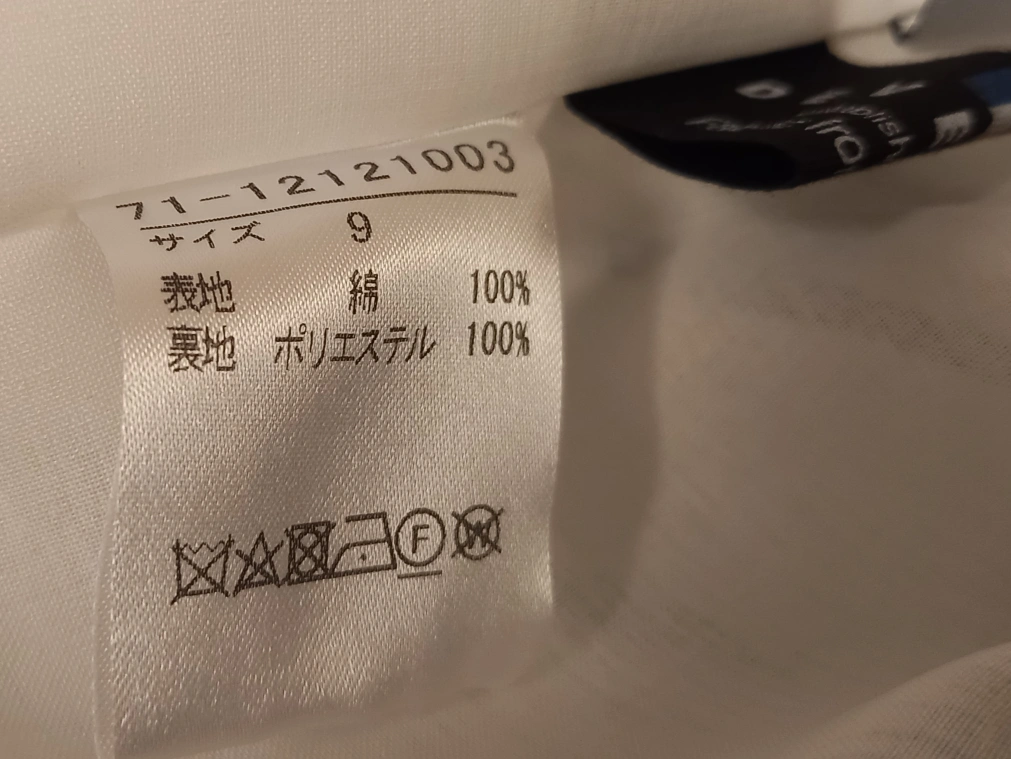 71-12121003
サイズ 9
表地 綿 100%
裏地 ポリエステル 100%
F
W